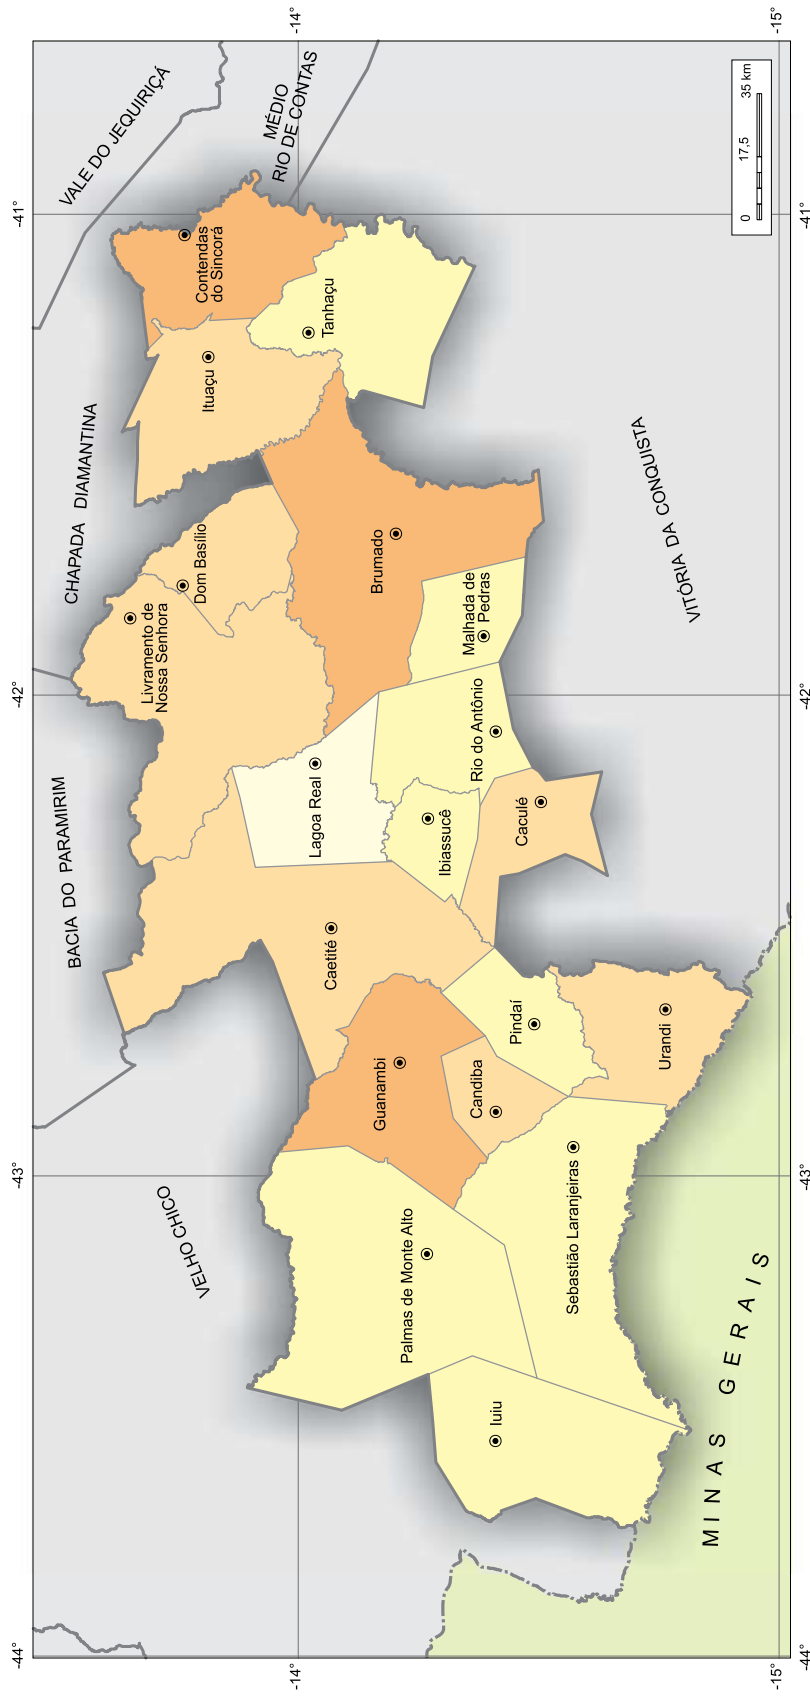 -44°
-43°
-42°
-41°
-14°
-14°
-15°
-15°
-44°
-43°
-42°
-41°
VELHO CHICO
BACIA DO PARAMIRIM
CHAPADA DIAMANTINA
VALE DO JEQUIRIÇÁ
MÉDIO
RIO DE CONTAS
VITÓRIA DA CONQUISTA
MINAS GERAIS
Iuiu
Palmas de Monte Alto
Sebastião Laranjeiras
Guanambi
Candiba
Pindaí
Urandi
Caetité
Lagoa Real
Ibiassucê
Caculé
Rio do Antônio
Livramento de
Nossa Senhora
Dom Basílio
Brumado
Malhada de
Pedras
Ituaçu
Contendas
do Sincorá
Tanhaçu
0 17,5 35 km